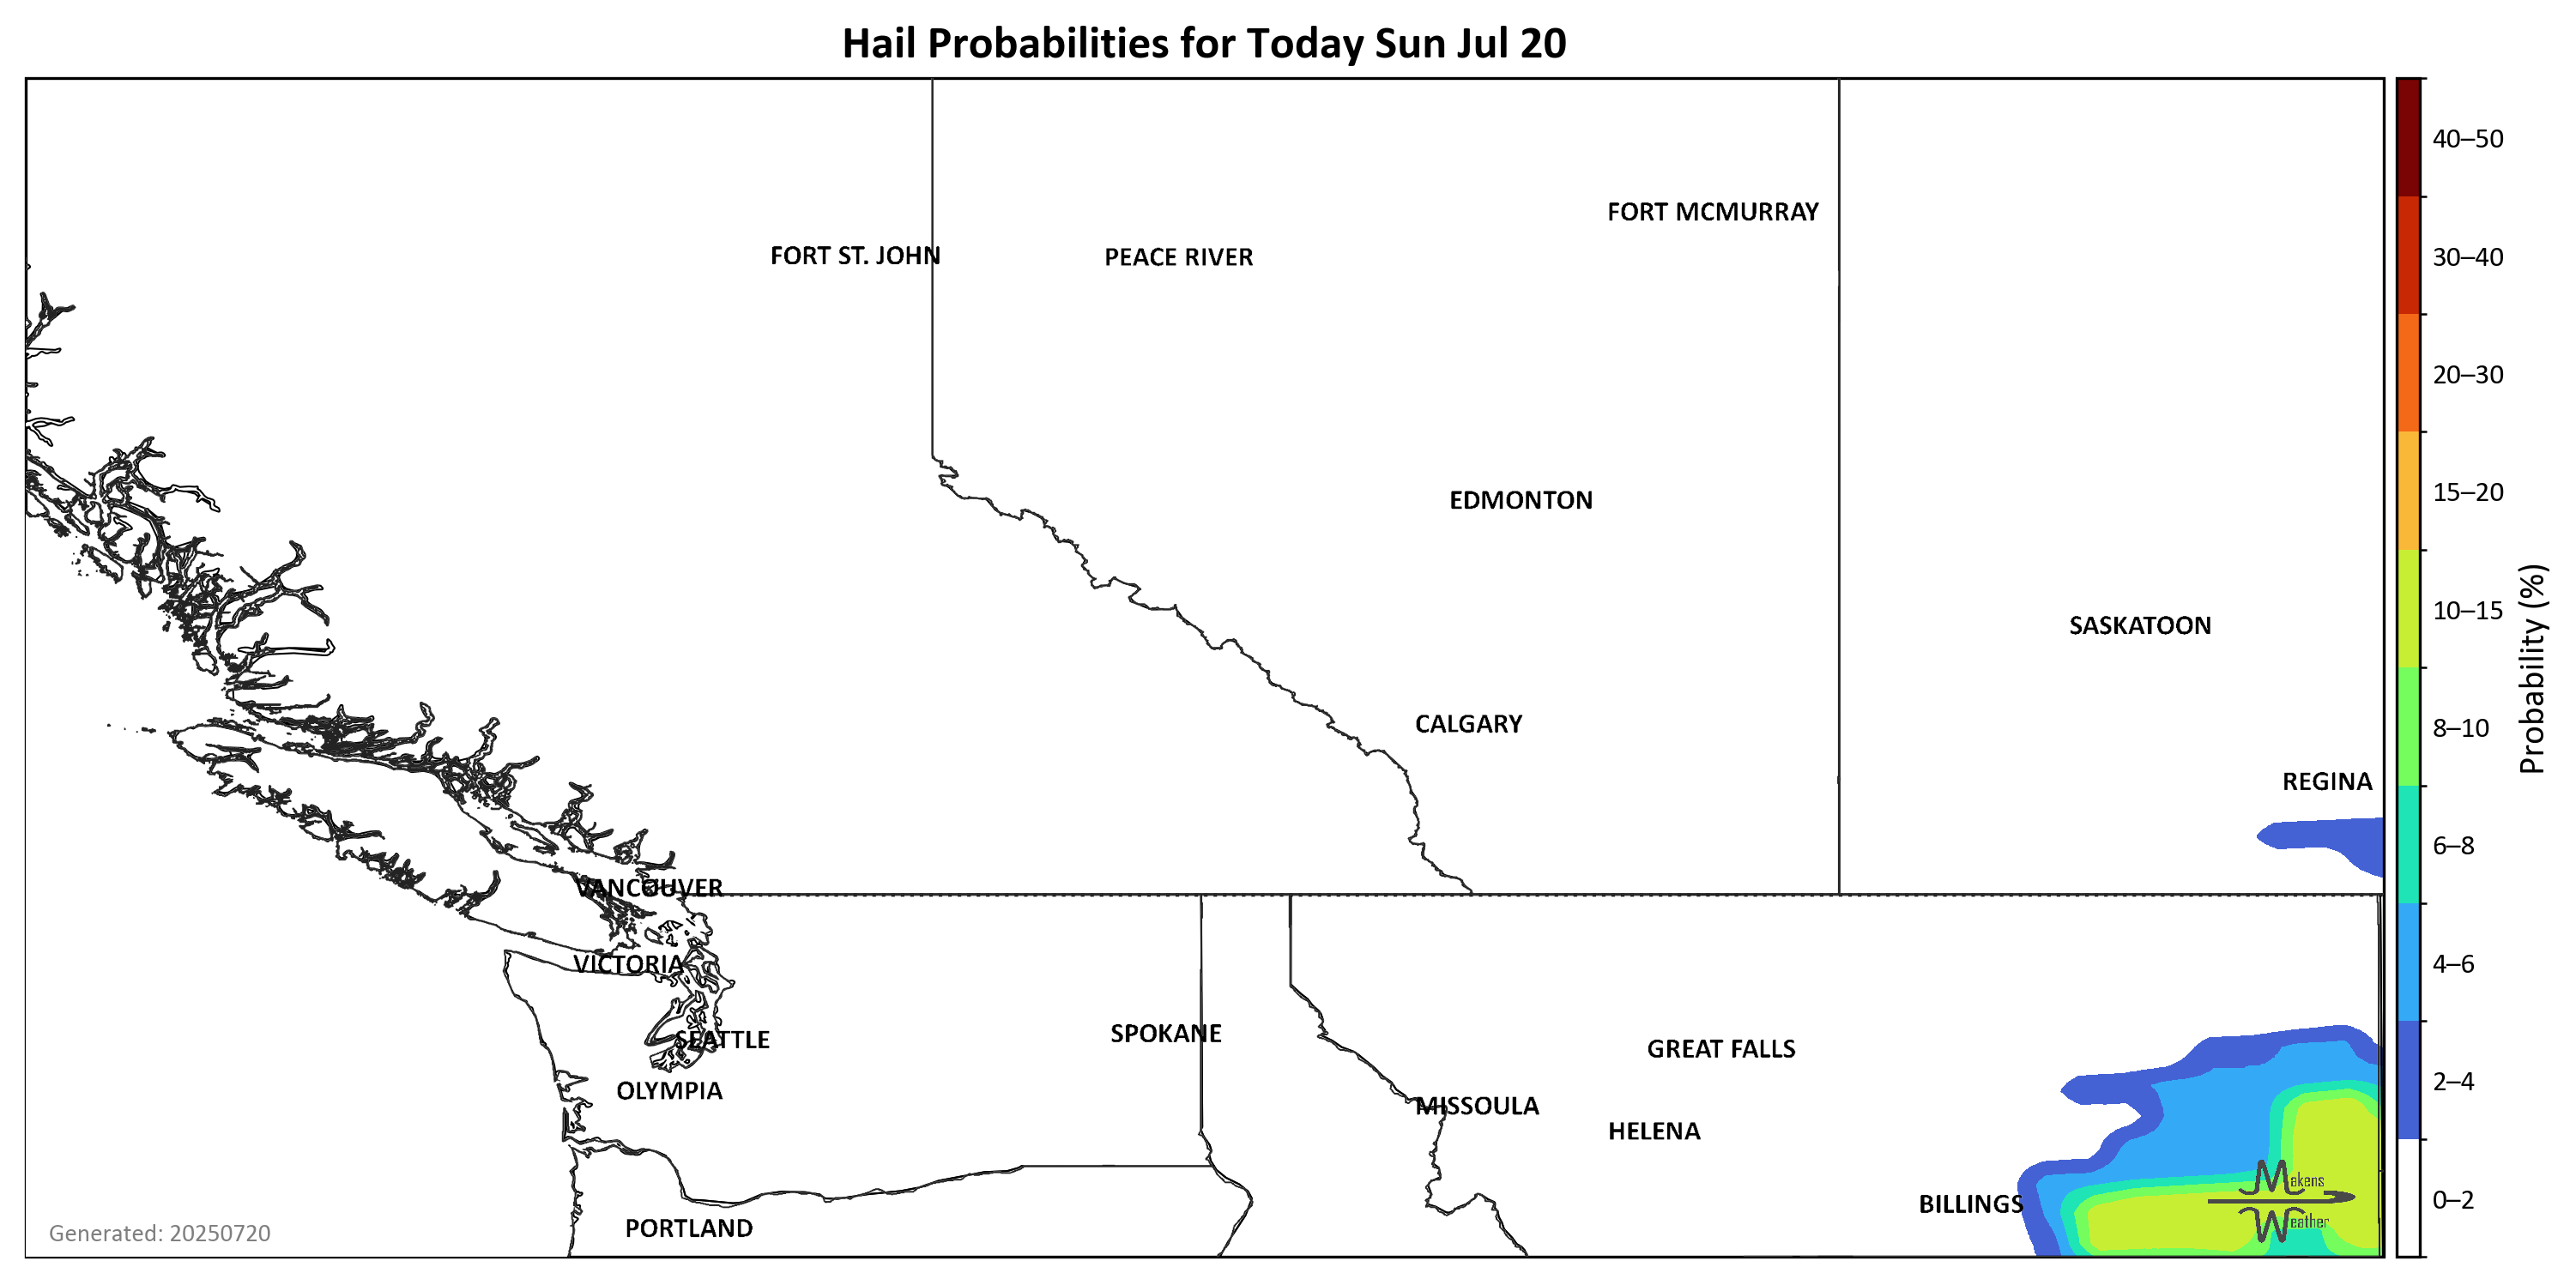 Hail Probabilities for Today Sun Jul 20
FORT MCMURRAY
FORT ST. JOHN
PEACE RIVER
EDMONTON
SASKATOON
CALGARY
REGINA
VANCOUVER
VICTORIA
SEATTLE
SPOKANE
GREAT FALLS
OLYMPIA
MISSOULA
HELENA
BILLINGS
PORTLAND
Makens
Weather
Generated: 20250720
40–50
30–40
20–30
15–20
10–15
8–10
6–8
4–6
2–4
0–2
Probability (%)